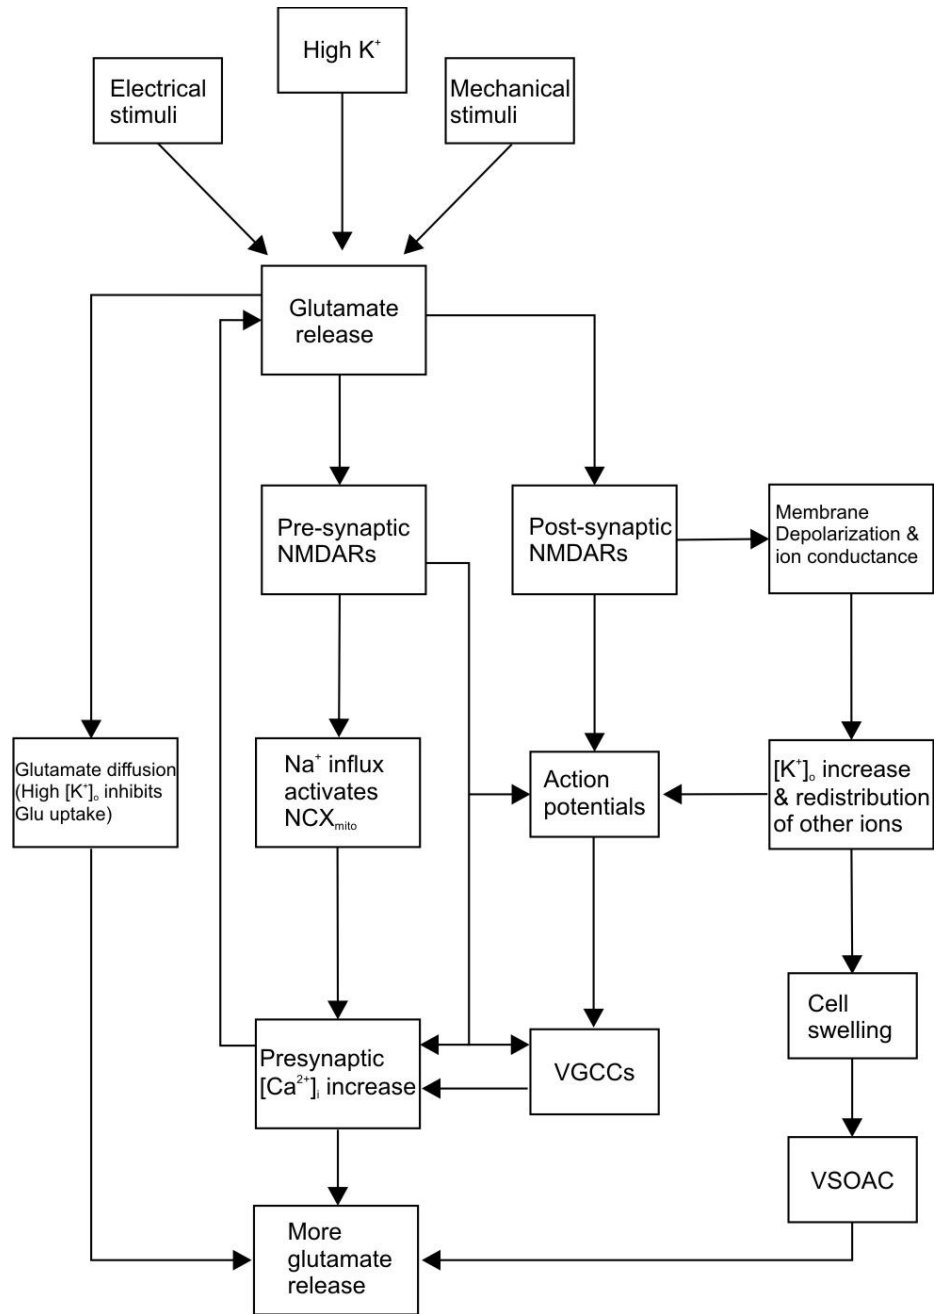 High K⁺
Electrical
stimuli
Mechanical
stimuli
Glutamate
release
Pre-synaptic
NMDARs
Post-synaptic
NMDARs
Membrane
Depolarization &
ion conductance
Glutamate diffusion
(High [K⁺]ₒ inhibits
Glu uptake)
Na⁺ influx
activates
NCXmito
Action
potentials
[K⁺]ₒ increase
& redistribution
of other ions
Cell
swelling
Presynaptic
[Ca²⁺]ᵢ increase
VGCCs
VSOAC
More
glutamate
release